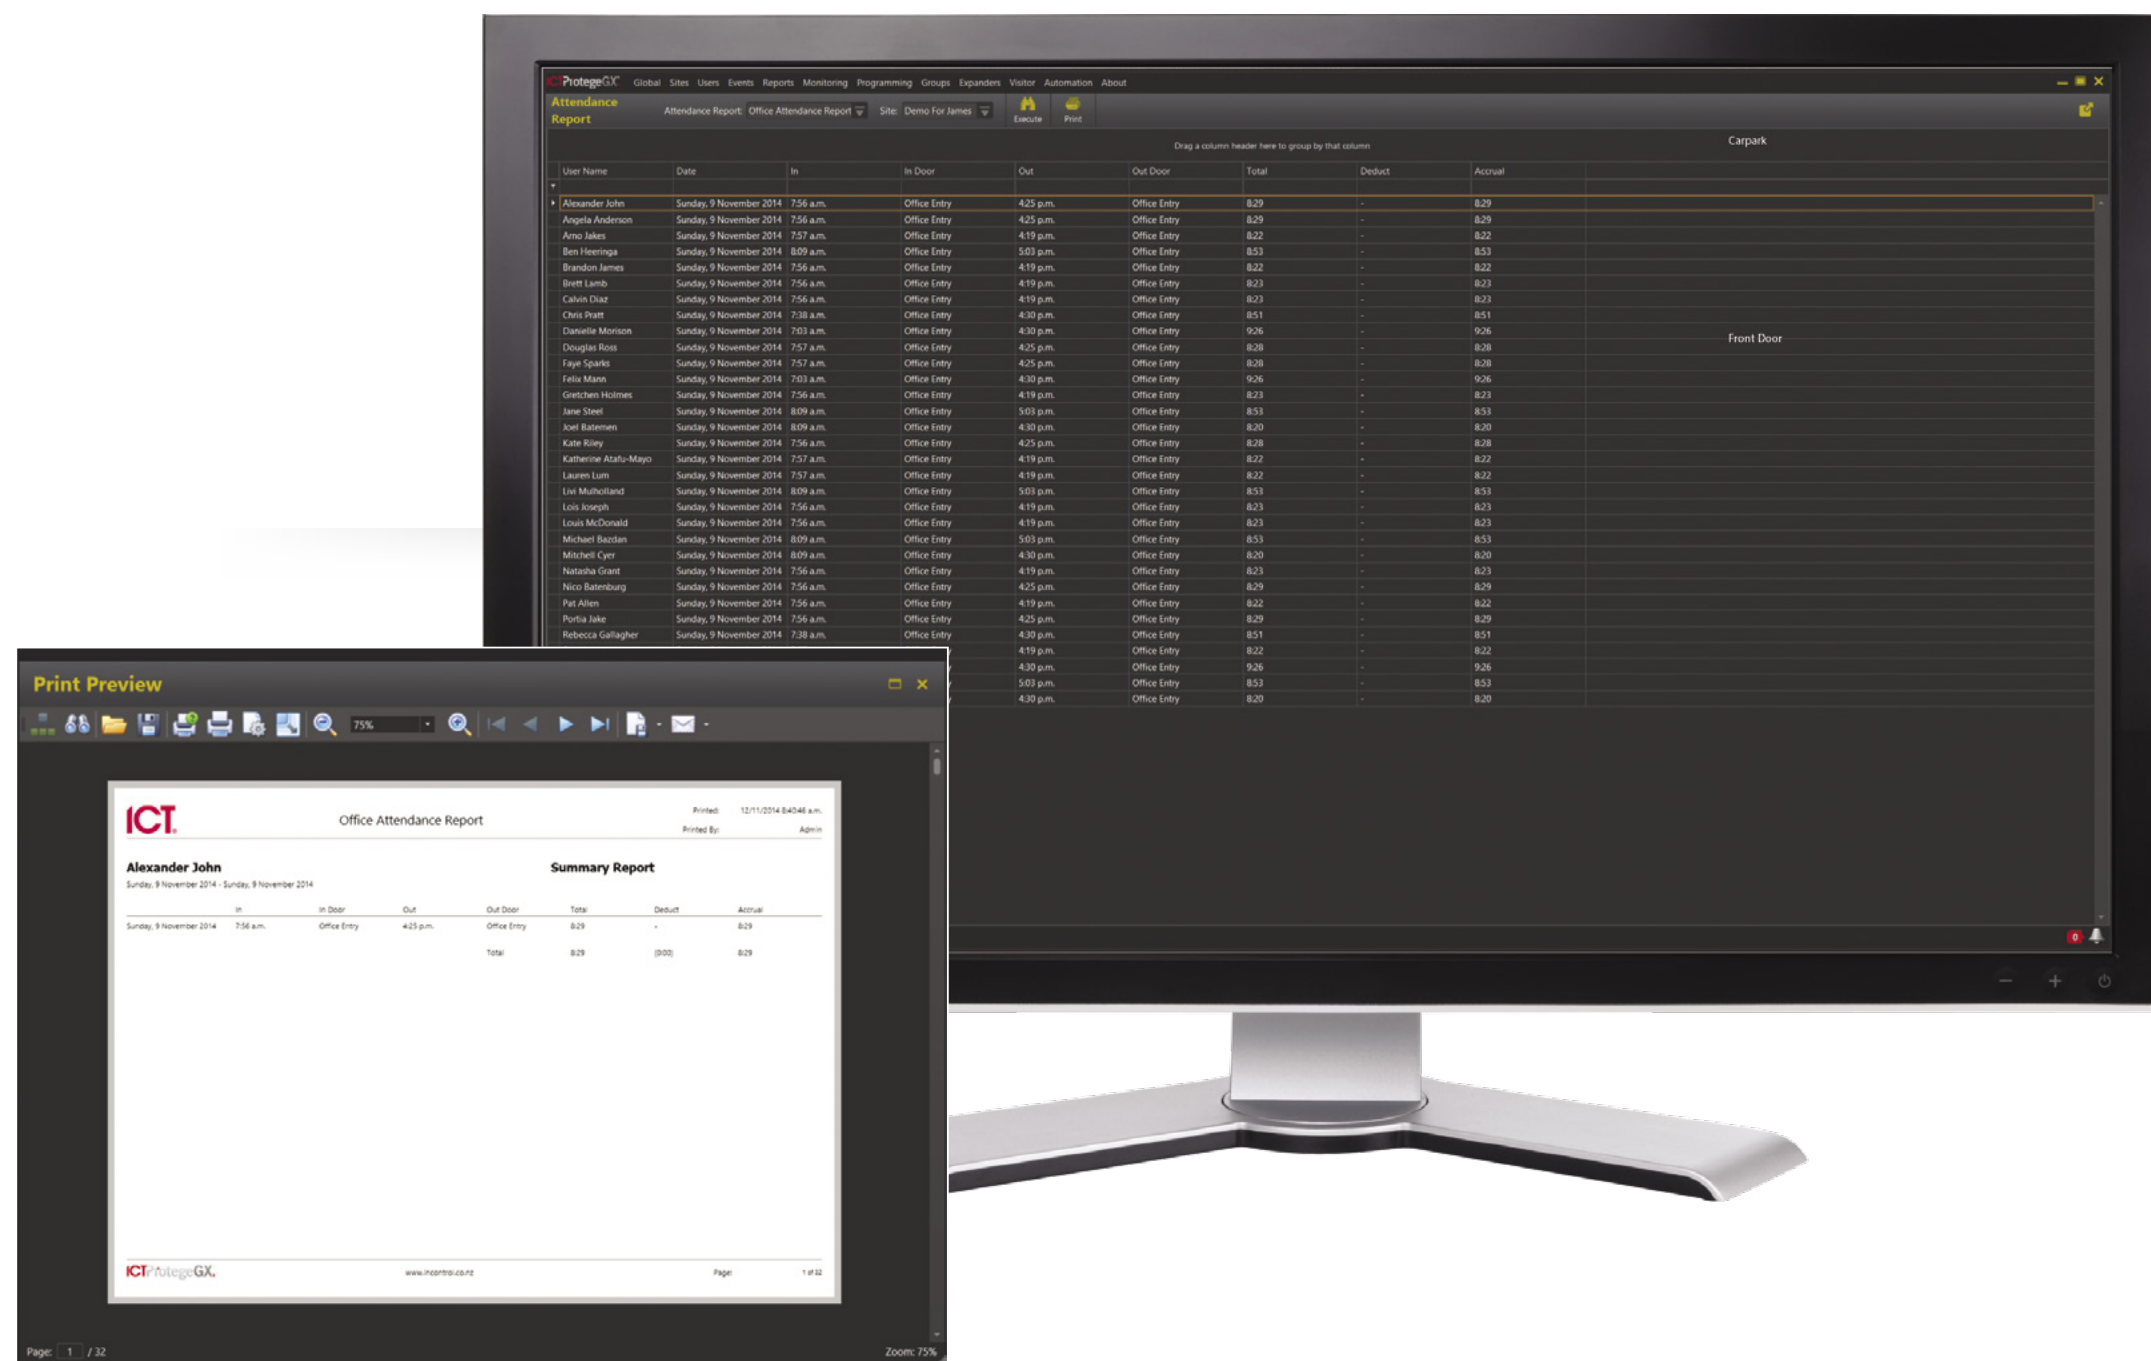 ICT ProtegeGX Global Sites Users Events Reports Monitoring Programming Groups Expanders Visitor Automation About
Attendance Report
Attendance Report: Office Attendance Report Site: Demo For James Execute Print
Drag a column header here to group by that column
Carpark
User Name Date In In Door Out Out Door Total Deduct Accrual
Alexander John Sunday, 9 November 2014 7:56 a.m. Office Entry 4:25 p.m. Office Entry 8:29 - 8:29
Angela Anderson Sunday, 9 November 2014 7:56 a.m. Office Entry 4:25 p.m. Office Entry 8:29 - 8:29
Arno Jakes Sunday, 9 November 2014 7:57 a.m. Office Entry 4:19 p.m. Office Entry 8:22 - 8:22
Ben Heeringa Sunday, 9 November 2014 8:09 a.m. Office Entry 5:03 p.m. Office Entry 8:53 - 8:53
Brandon James Sunday, 9 November 2014 7:56 a.m. Office Entry 4:19 p.m. Office Entry 8:22 - 8:22
Brett Lamb Sunday, 9 November 2014 7:56 a.m. Office Entry 4:19 p.m. Office Entry 8:23 - 8:23
Calvin Diaz Sunday, 9 November 2014 7:56 a.m. Office Entry 4:19 p.m. Office Entry 8:23 - 8:23
Chris Pratt Sunday, 9 November 2014 7:38 a.m. Office Entry 4:30 p.m. Office Entry 8:51 - 8:51
Danielle Morison Sunday, 9 November 2014 7:03 a.m. Office Entry 4:30 p.m. Office Entry 9:26 - 9:26
Front Door
Douglas Ross Sunday, 9 November 2014 7:57 a.m. Office Entry 4:25 p.m. Office Entry 8:28 - 8:28
Faye Sparks Sunday, 9 November 2014 7:57 a.m. Office Entry 4:25 p.m. Office Entry 8:28 - 8:28
Felix Mann Sunday, 9 November 2014 7:03 a.m. Office Entry 4:30 p.m. Office Entry 9:26 - 9:26
Gretchen Holmes Sunday, 9 November 2014 7:56 a.m. Office Entry 4:19 p.m. Office Entry 8:23 - 8:23
Jane Steel Sunday, 9 November 2014 8:09 a.m. Office Entry 5:03 p.m. Office Entry 8:53 - 8:53
Joel Batemen Sunday, 9 November 2014 8:09 a.m. Office Entry 4:30 p.m. Office Entry 8:20 - 8:20
Kate Riley Sunday, 9 November 2014 7:56 a.m. Office Entry 4:25 p.m. Office Entry 8:28 - 8:28
Katherine Atafu-Mayo Sunday, 9 November 2014 7:57 a.m. Office Entry 4:19 p.m. Office Entry 8:22 - 8:22
Lauren Lum Sunday, 9 November 2014 7:57 a.m. Office Entry 4:19 p.m. Office Entry 8:22 - 8:22
Livi Mulholland Sunday, 9 November 2014 8:09 a.m. Office Entry 5:03 p.m. Office Entry 8:53 - 8:53
Lois Joseph Sunday, 9 November 2014 7:56 a.m. Office Entry 4:19 p.m. Office Entry 8:23 - 8:23
Louis McDonald Sunday, 9 November 2014 7:56 a.m. Office Entry 4:19 p.m. Office Entry 8:23 - 8:23
Michael Bazdan Sunday, 9 November 2014 8:09 a.m. Office Entry 5:03 p.m. Office Entry 8:53 - 8:53
Mitchell Cyer Sunday, 9 November 2014 8:09 a.m. Office Entry 4:30 p.m. Office Entry 8:20 - 8:20
Natasha Grant Sunday, 9 November 2014 7:56 a.m. Office Entry 4:19 p.m. Office Entry 8:23 - 8:23
Nico Batenburg Sunday, 9 November 2014 7:56 a.m. Office Entry 4:25 p.m. Office Entry 8:29 - 8:29
Pat Allen Sunday, 9 November 2014 7:56 a.m. Office Entry 4:19 p.m. Office Entry 8:22 - 8:22
Portia Jake Sunday, 9 November 2014 7:56 a.m. Office Entry 4:25 p.m. Office Entry 8:29 - 8:29
Rebecca Gallagher Sunday, 9 November 2014 7:38 a.m. Office Entry 4:30 p.m. Office Entry 8:51 - 8:51
4:19 p.m. Office Entry 8:22 - 8:22
4:30 p.m. Office Entry 9:26 - 9:26
5:03 p.m. Office Entry 8:53 - 8:53
4:30 p.m. Office Entry 8:20 - 8:20
0
Print Preview
75%
ICT
Office Attendance Report
Printed: 12/11/2014 8:40:46 a.m.
Printed By: Admin
Alexander John Summary Report
Sunday, 9 November 2014 - Sunday, 9 November 2014
In In Door Out Out Door Total Deduct Accrual
Sunday, 9 November 2014 7:56 a.m. Office Entry 4:25 p.m. Office Entry 8:29 - 8:29
Total 8:29 (0:00) 8:29
ICT ProtegeGX. www.incontrol.co.nz Page: 1 of 32
Page: 1 / 32 Zoom: 75%